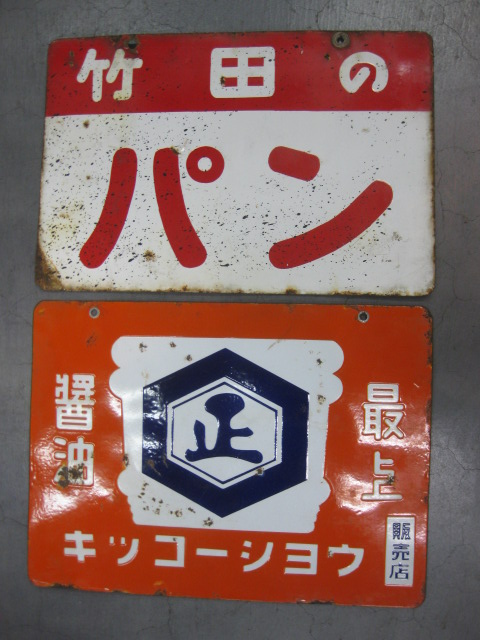 竹田の
パン
最上
醤油
正
ウヨシーコッキ
販売店